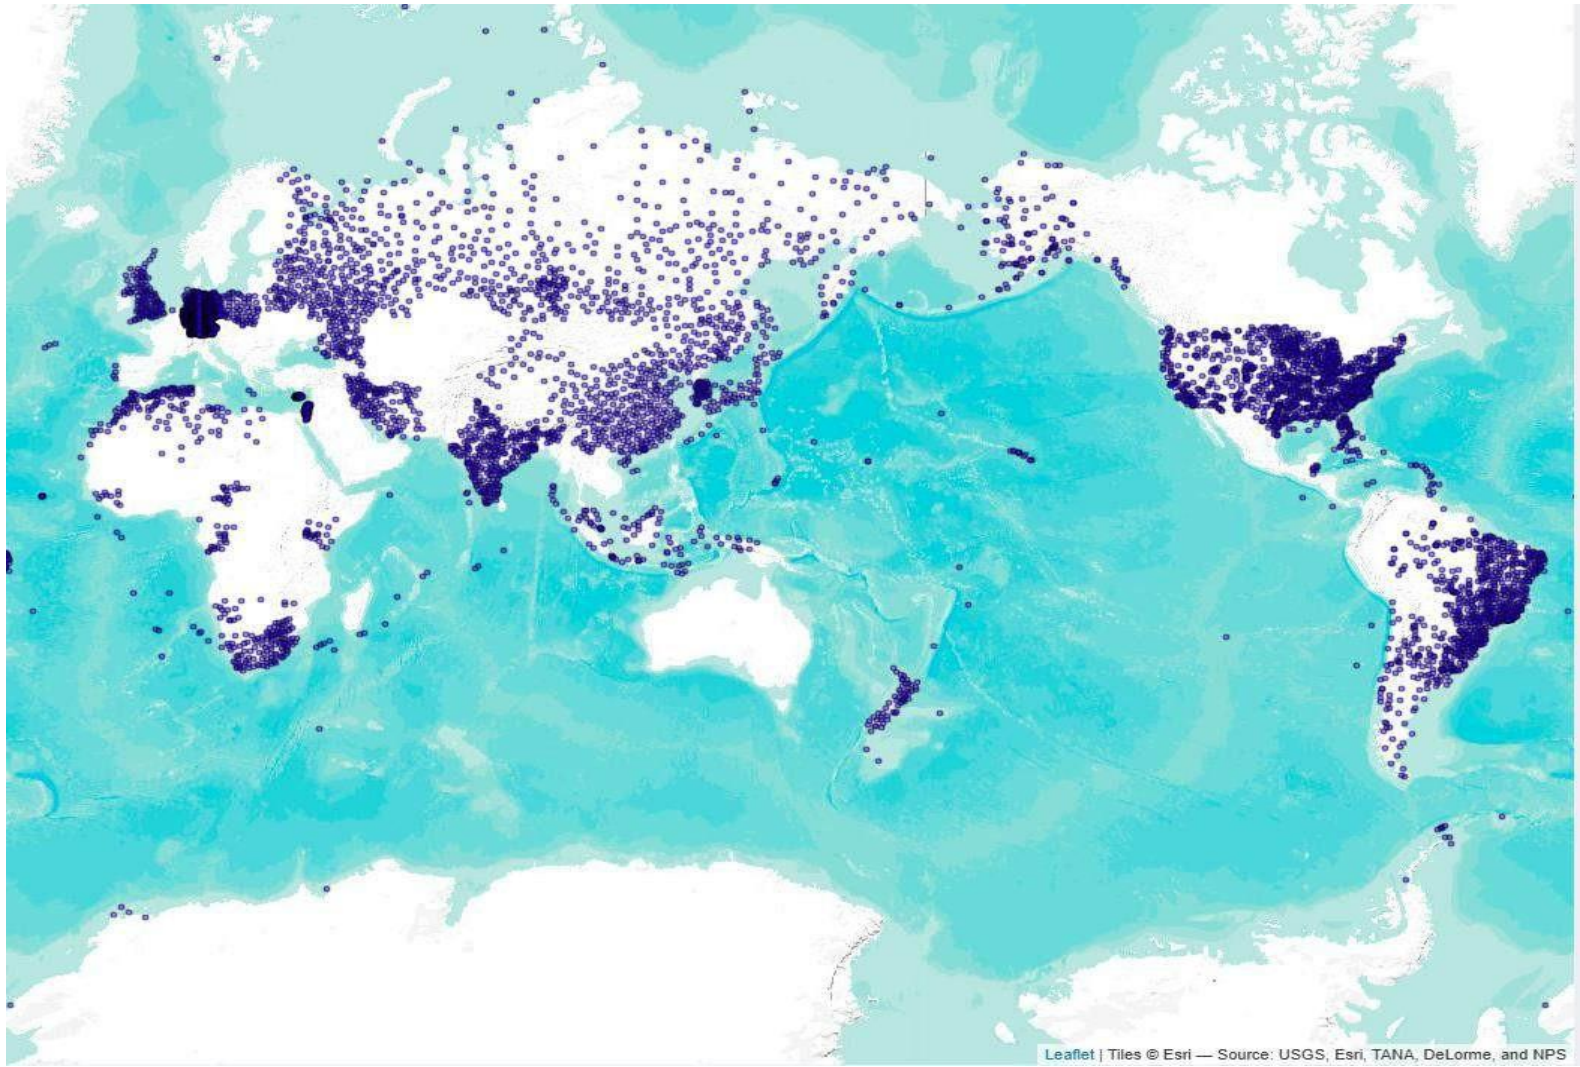 Leaflet | Tiles © Esri — Source: USGS, Esri, TANA, DeLorme, and NPS